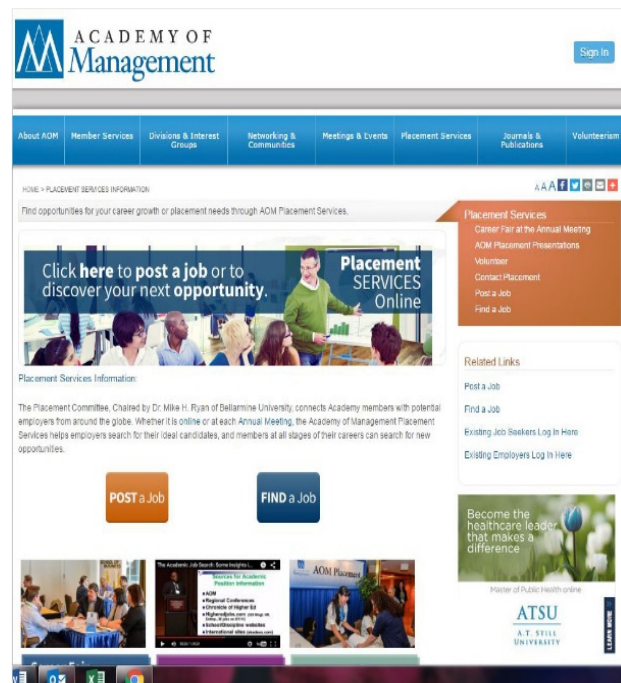 ACADEMY OF
Management
Sign In
About AOM
Member Services
Divisions & Interest
Groups
Networking &
Communities
Meetings & Events
Placement Services
Journals &
Publications
Volunteerism
HOME > PLACEMENT SERVICES INFORMATION
A A A
Find opportunities for your career growth or placement needs through AOM Placement Services.
Click here to post a job or to
discover your next opportunity.
Placement
SERVICES
Online
Placement Services
Career Fair at the Annual Meeting
AOM Placement Presentations
Volunteer
Contact Placement
Post a Job
Find a Job
Placement Services Information:
The Placement Committee, Chaired by Dr. Mike H. Ryan of Bellarmine University, connects Academy members with potential
employers from around the globe. Whether it is online or at each Annual Meeting, the Academy of Management Placement
Services helps employers search for their ideal candidates, and members at all stages of their careers can search for new
opportunities.
Related Links
Post a Job
Find a Job
Existing Job Seekers Log In
Here
Existing Employers Log In
Here
POST a Job
FIND a Job
Become the
healthcare leader
that makes a
difference
Master of Public Health online
ATSU
A.T. STILL
UNIVERSITY
LEARN MORE
The Academic Job Search: Some Insights
Sources for Academic
Position Information
AOM
Regional Conferences
Chronicle of Higher Ed
School/Discipline websites
International sites
AOM Placement
Career Fair